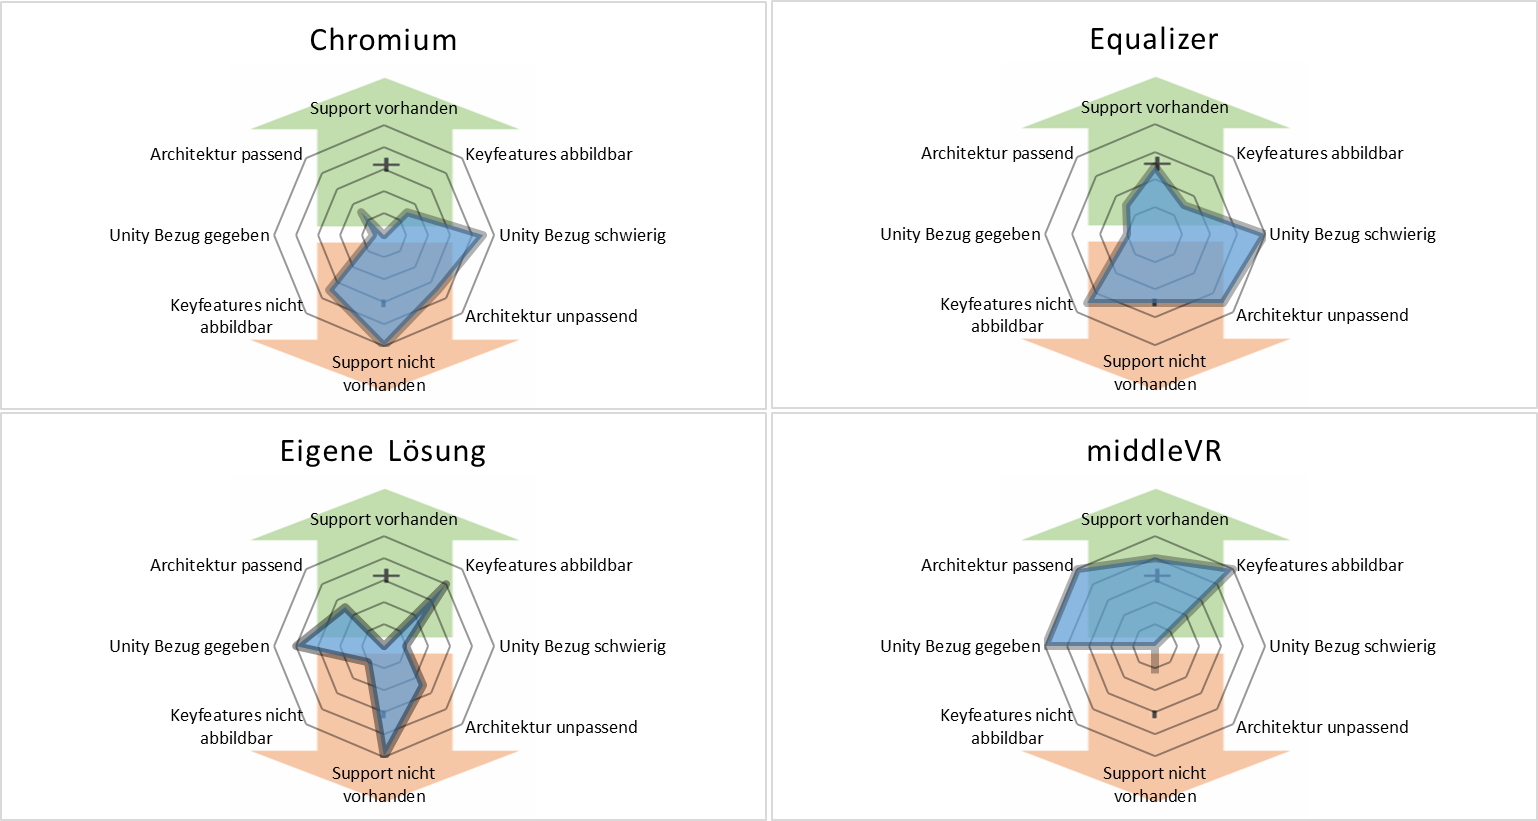 Chromium
Support vorhanden
Architektur passend
Keyfeatures abbildbar
+
Unity Bezug gegeben
Unity Bezug schwierig
Keyfeatures nicht
abbildbar
-
Architektur unpassend
Support nicht
vorhanden
Equalizer
Support vorhanden
Architektur passend
Keyfeatures abbildbar
+
Unity Bezug gegeben
Unity Bezug schwierig
Keyfeatures nicht
abbildbar
-
Architektur unpassend
Support nicht
vorhanden
Eigene Lösung
Support vorhanden
Architektur passend
Keyfeatures abbildbar
+
Unity Bezug gegeben
Unity Bezug schwierig
Keyfeatures nicht
abbildbar
-
Architektur unpassend
Support nicht
vorhanden
middleVR
Support vorhanden
Architektur passend
Keyfeatures abbildbar
+
Unity Bezug gegeben
Unity Bezug schwierig
Keyfeatures nicht
abbildbar
-
Architektur unpassend
Support nicht
vorhanden